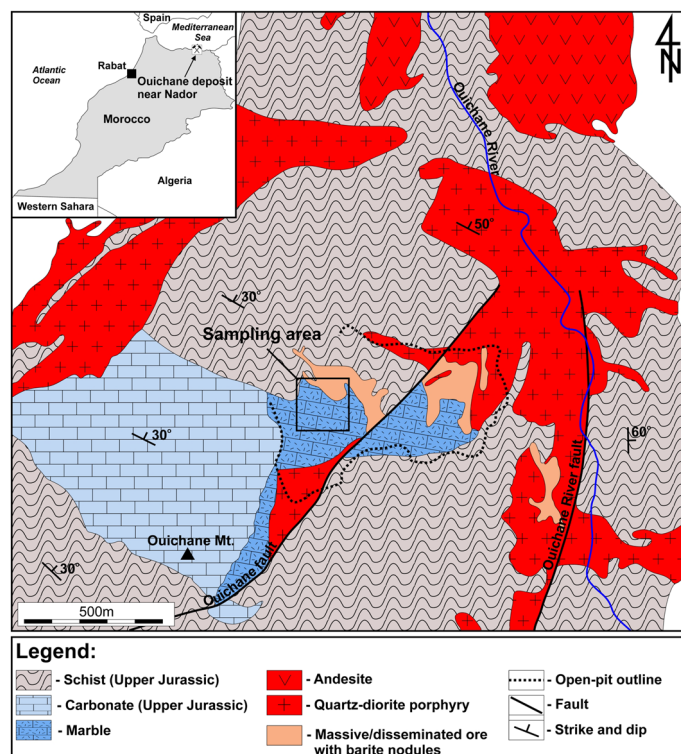 Spain
Mediterranean
Sea
Atlantic
Ocean
Rabat
Ouichane deposit
near Nador
Morocco
Algeria
Western Sahara
N
Ouichane River
50°
30°
Sampling area
30°
60°
Ouichane Mt.
30°
Ouichane fault
Ouichane River fault
500m
Legend:
- Schist (Upper Jurassic)
- Carbonate (Upper Jurassic)
- Marble
- Andesite
- Quartz-diorite porphyry
- Massive/disseminated ore
with barite nodules
- Open-pit outline
- Fault
- Strike and dip